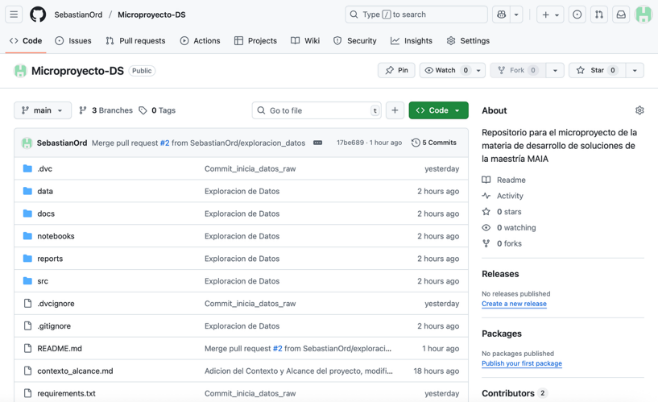 SebastianOrd / Microproyecto-DS
Type / to search
Code Issues Pull requests Actions Projects Wiki Security Insights Settings
Microproyecto-DS Public
Pin Watch 0 Fork 0 Star 0
main 3 Branches 0 Tags Go to file t Code
SebastianOrd Merge pull request #2 from SebastianOrd/exploracion_datos 17be689 · 1 hour ago 5 Commits
.dvc Commit_inicia_datos_raw yesterday
data Exploracion de Datos 2 hours ago
docs Exploracion de Datos 2 hours ago
notebooks Exploracion de Datos 2 hours ago
reports Exploracion de Datos 2 hours ago
src Exploracion de Datos 2 hours ago
.dvcignore Commit_inicia_datos_raw yesterday
.gitignore Exploracion de Datos 2 hours ago
README.md Merge pull request #2 from SebastianOrd/exploraci... 1 hour ago
contexto_alcance.md Adicion del Contexto y Alcance del proyecto, modifi... 18 hours ago
requirements.txt Commit_inicia_datos_raw yesterday
About
Repositorio para el microproyecto de la
materia de desarrollo de soluciones de
la maestría MAIA
Readme
Activity
0 stars
0 watching
0 forks
Releases
No releases published
Create a new release
Packages
No packages published
Publish your first package
Contributors 2